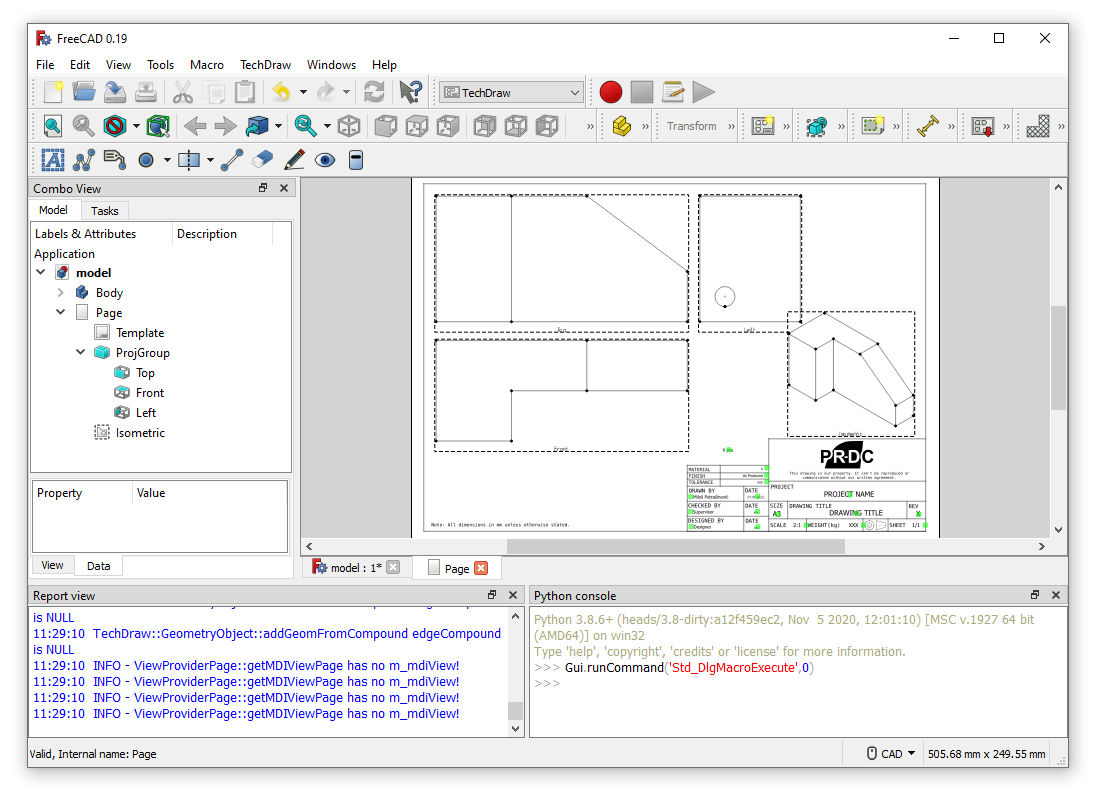 FreeCAD 0.19
File Edit View Tools Macro TechDraw Windows Help
TechDraw
Transform
Combo View
Model Tasks
Labels & Attributes Description
Application
model
Body
Page
Template
ProjGroup
Top
Front
Left
Isometric
Property Value
View Data
Top
Left
Front
X
MATERIAL
FINISH As Produced
TOLERANCE
DRAWN BY DATE
Miloš Petrašinović
CHECKED BY DATE
Supervisor
DESIGNED BY DATE
Designer
PR-DC
This drawing is our property. It can't be reproduced or
communicated without our written agreement.
PROJECT
PROJECT NAME
SIZE DRAWING TITLE REV
A3 DRAWING TITLE X
SCALE 2:1 WEIGHT(kg) XXX SHEET 1/1
Note: All dimensions in mm unless otherwise stated.
model : 1* Page
Report view
is NULL
11:29:10 TechDraw::GeometryObject::addGeomFromCompound edgeCompound
is NULL
11:29:10 INFO - ViewProviderPage::getMDIViewPage has no m_mdiView!
11:29:10 INFO - ViewProviderPage::getMDIViewPage has no m_mdiView!
11:29:10 INFO - ViewProviderPage::getMDIViewPage has no m_mdiView!
11:29:10 INFO - ViewProviderPage::getMDIViewPage has no m_mdiView!
Python console
Python 3.8.6+ (heads/3.8-dirty:a12f459ec2, Nov 5 2020, 12:01:10) [MSC v.1927 64 bit
(AMD64)] on win32
Type 'help', 'copyright', 'credits' or 'license' for more information.
>>> Gui.runCommand('Std_DlgMacroExecute',0)
>>>
Valid, Internal name: Page
CAD 505.68 mm x 249.55 mm